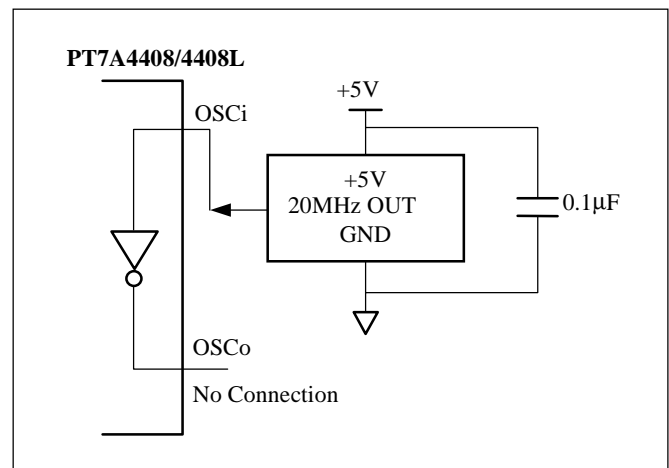 PT7A4408/4408L
OSCi
+5V
+5V
20MHz OUT
GND
0.1µF
OSCo
No Connection